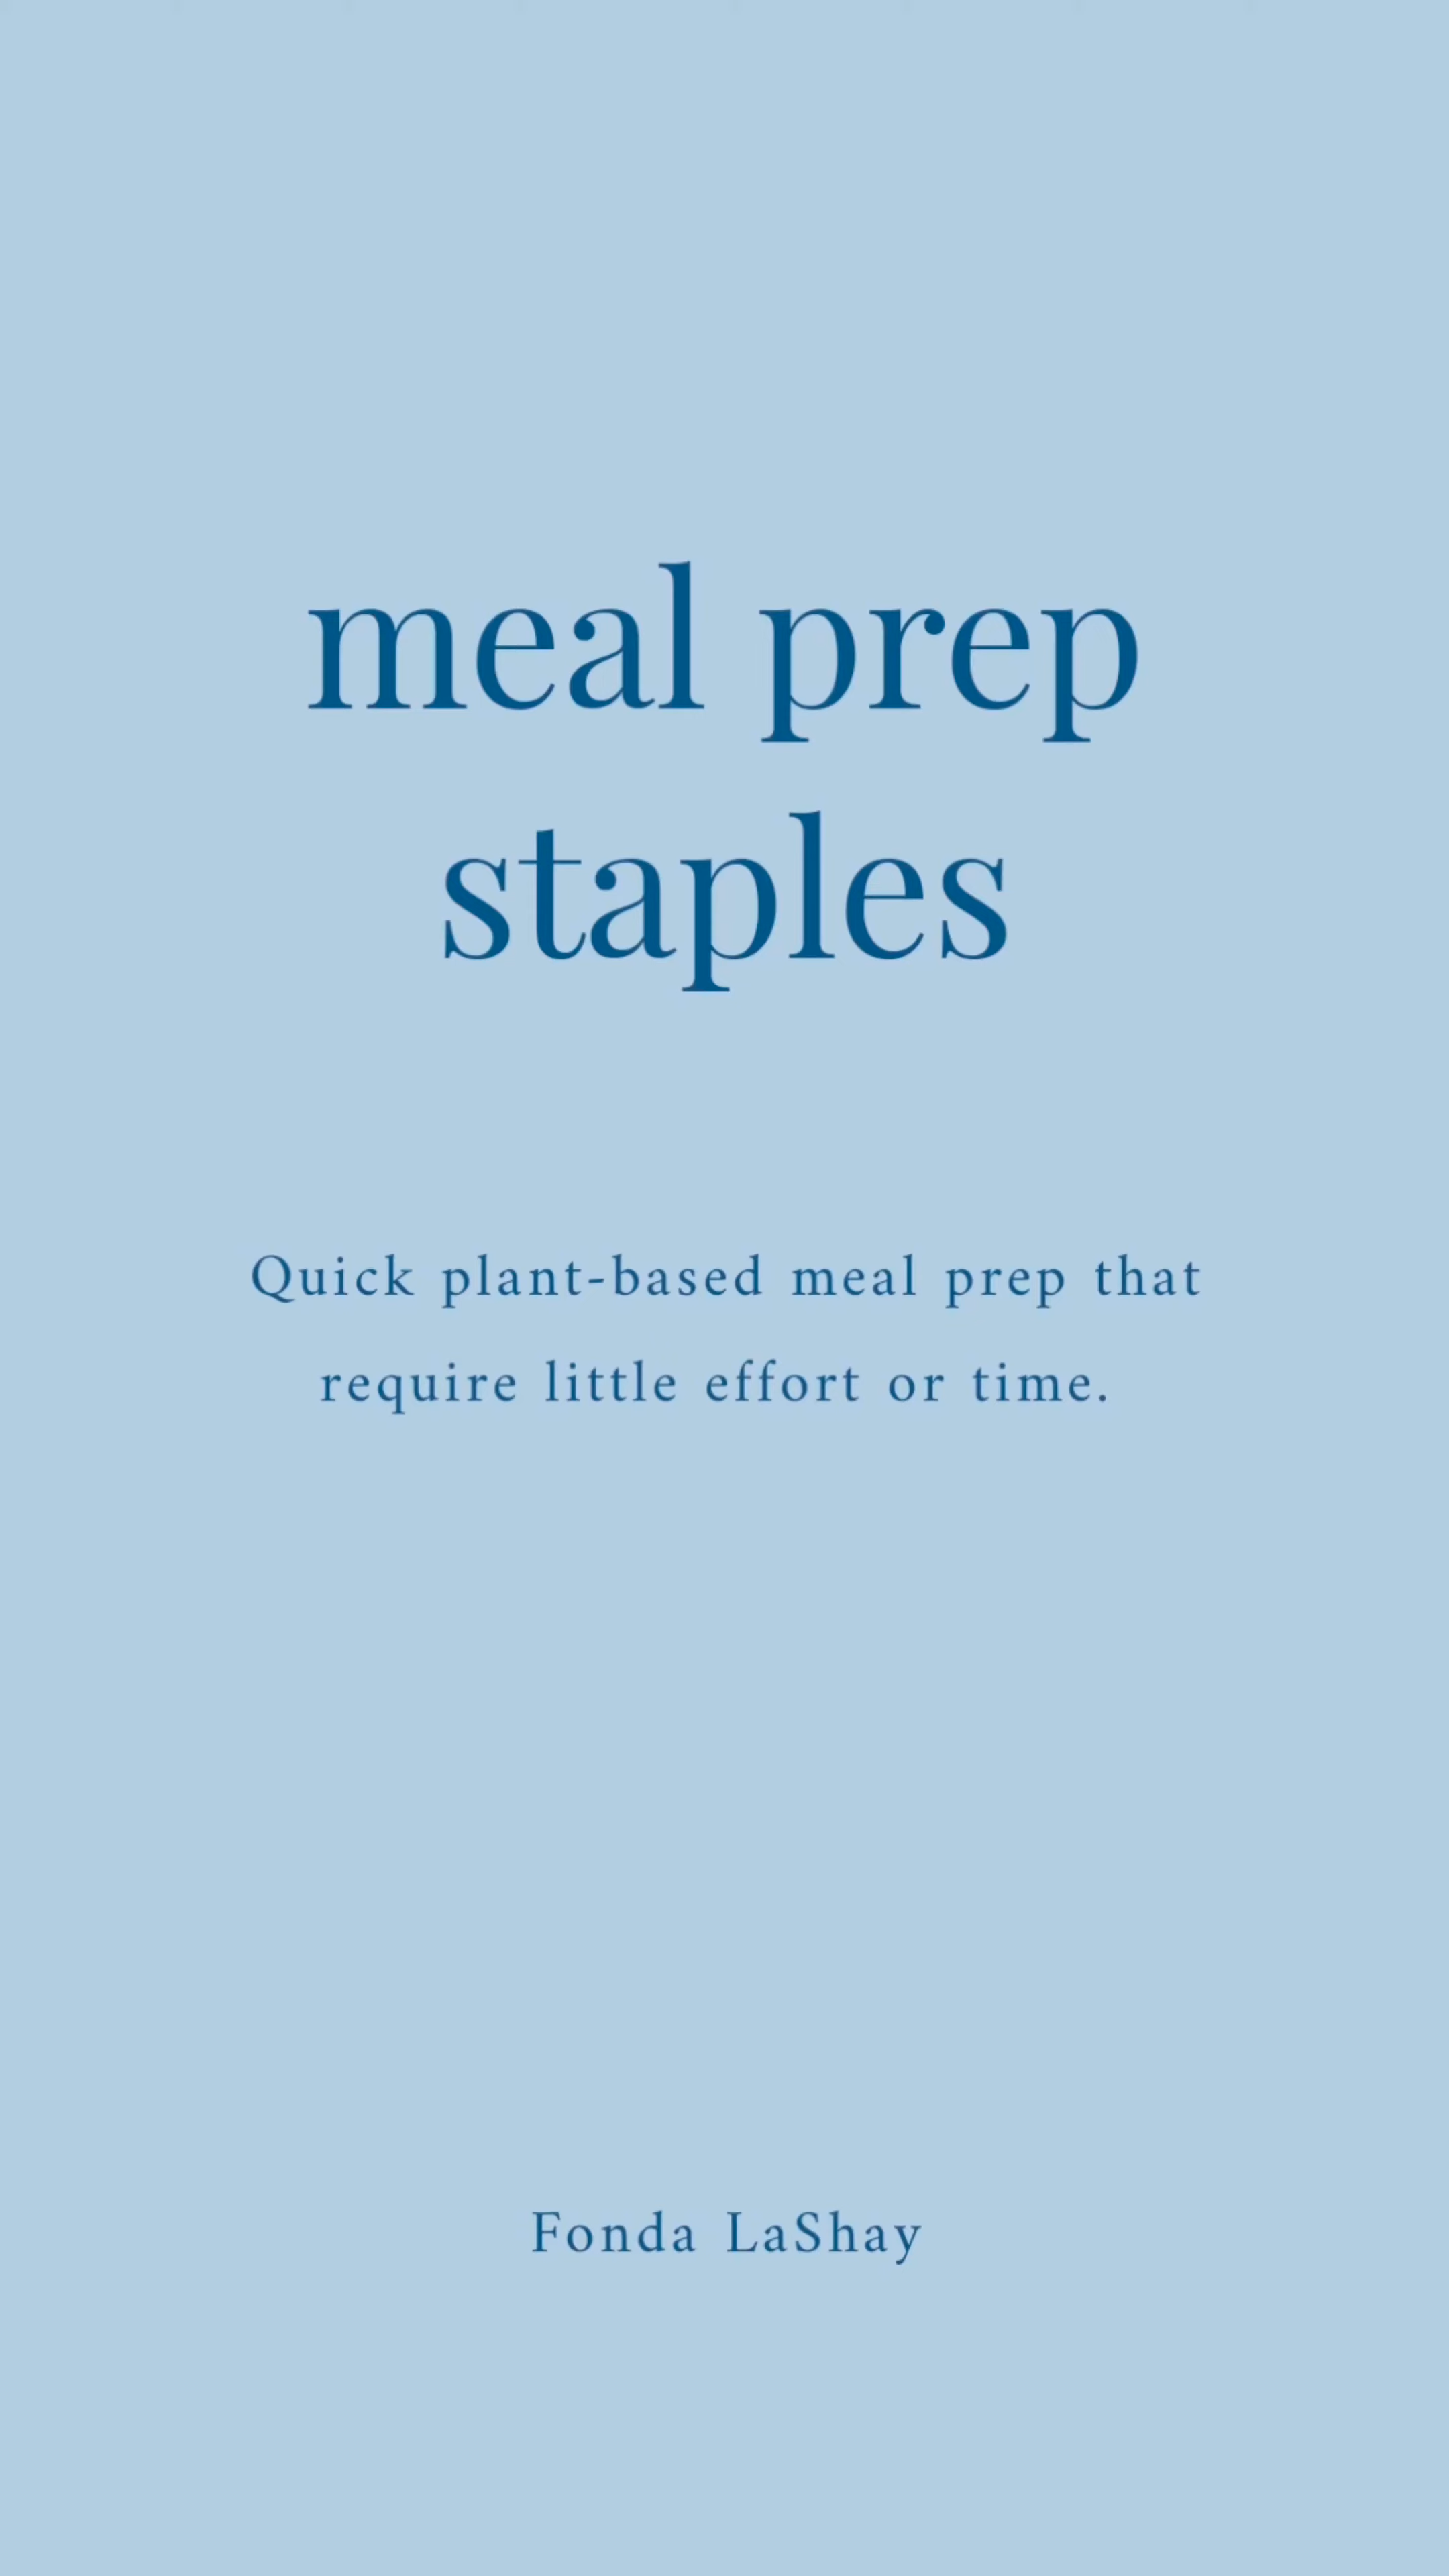 meal prep
staples
Quick plant-based meal prep that
require little effort or time.
Fonda LaShay